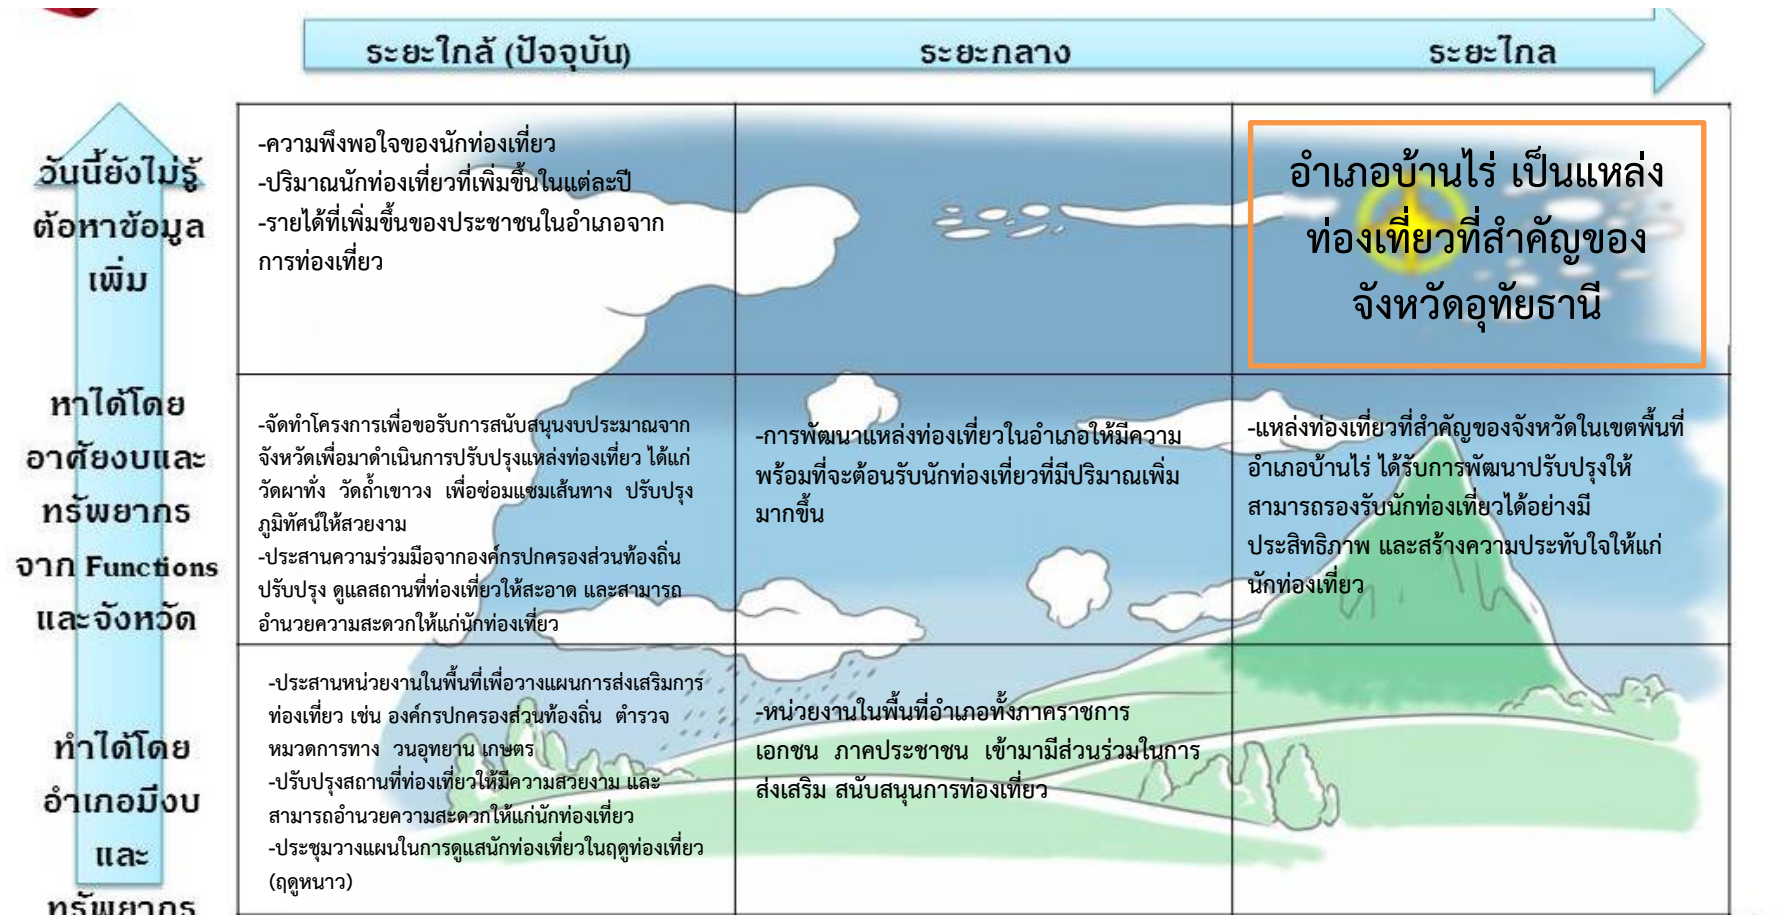 ระยะใกล้ (ปัจจุบัน)
ระยะกลาง
ระยะไกล
วันนี้ยังไม่รู้
ต้อหาข้อมูล
เพิ่ม
-ความพึงพอใจของนักท่องเที่ยว
-ปริมาณนักท่องเที่ยวที่เพิ่มขึ้นในแต่ละปี
-รายได้ที่เพิ่มขึ้นของประชาชนในอำเภอจาก
การท่องเที่ยว
อำเภอบ้านไร่ เป็นแหล่ง
ท่องเที่ยวที่สำคัญของ
จังหวัดอุทัยธานี
หาได้โดย
อาศัยงบและ
ทรัพยากร
จาก Functions
และจังหวัด
-จัดทำโครงการเพื่อขอรับการสนับสนุนงบประมาณจาก
จังหวัดเพื่อมาดำเนินการปรับปรุงแหล่งท่องเที่ยว ได้แก่
วัดผาทั่ง วัดถ้ำเขาวง เพื่อซ่อมแซมเส้นทาง ปรับปรุง
ภูมิทัศน์ให้สวยงาม
-ประสานความร่วมมือจากองค์กรปกครองส่วนท้องถิ่น
ปรับปรุง ดูแลสถานที่ท่องเที่ยวให้สะอาด และสามารถ
อำนวยความสะดวกให้แก่นักท่องเที่ยว
-การพัฒนาแหล่งท่องเที่ยวในอำเภอให้มีความ
พร้อมที่จะต้อนรับนักท่องเที่ยวที่มีปริมาณเพิ่ม
มากขึ้น
-แหล่งท่องเที่ยวที่สำคัญของจังหวัดในเขตพื้นที่
อำเภอบ้านไร่ ได้รับการพัฒนาปรับปรุงให้
สามารถรองรับนักท่องเที่ยวได้อย่างมี
ประสิทธิภาพ และสร้างความประทับใจให้แก่
นักท่องเที่ยว
ทำได้โดย
อำเภอมีงบ
และ
ทรัพยากร
-ประสานหน่วยงานในพื้นที่เพื่อวางแผนการส่งเสริมการ
ท่องเที่ยว เช่น องค์กรปกครองส่วนท้องถิ่น ตำรวจ
หมวดการทาง วนอุทยาน เกษตร
-ปรับปรุงสถานที่ท่องเที่ยวให้มีความสวยงาม และ
สามารถอำนวยความสะดวกให้แก่นักท่องเที่ยว
-ประชุมวางแผนในการดูแสนักท่องเที่ยวในฤดูท่องเที่ยว
(ฤดูหนาว)
-หน่วยงานในพื้นที่อำเภอทั้งภาคราชการ
เอกชน ภาคประชาชน เข้ามามีส่วนร่วมในการ
ส่งเสริม สนับสนุนการท่องเที่ยว